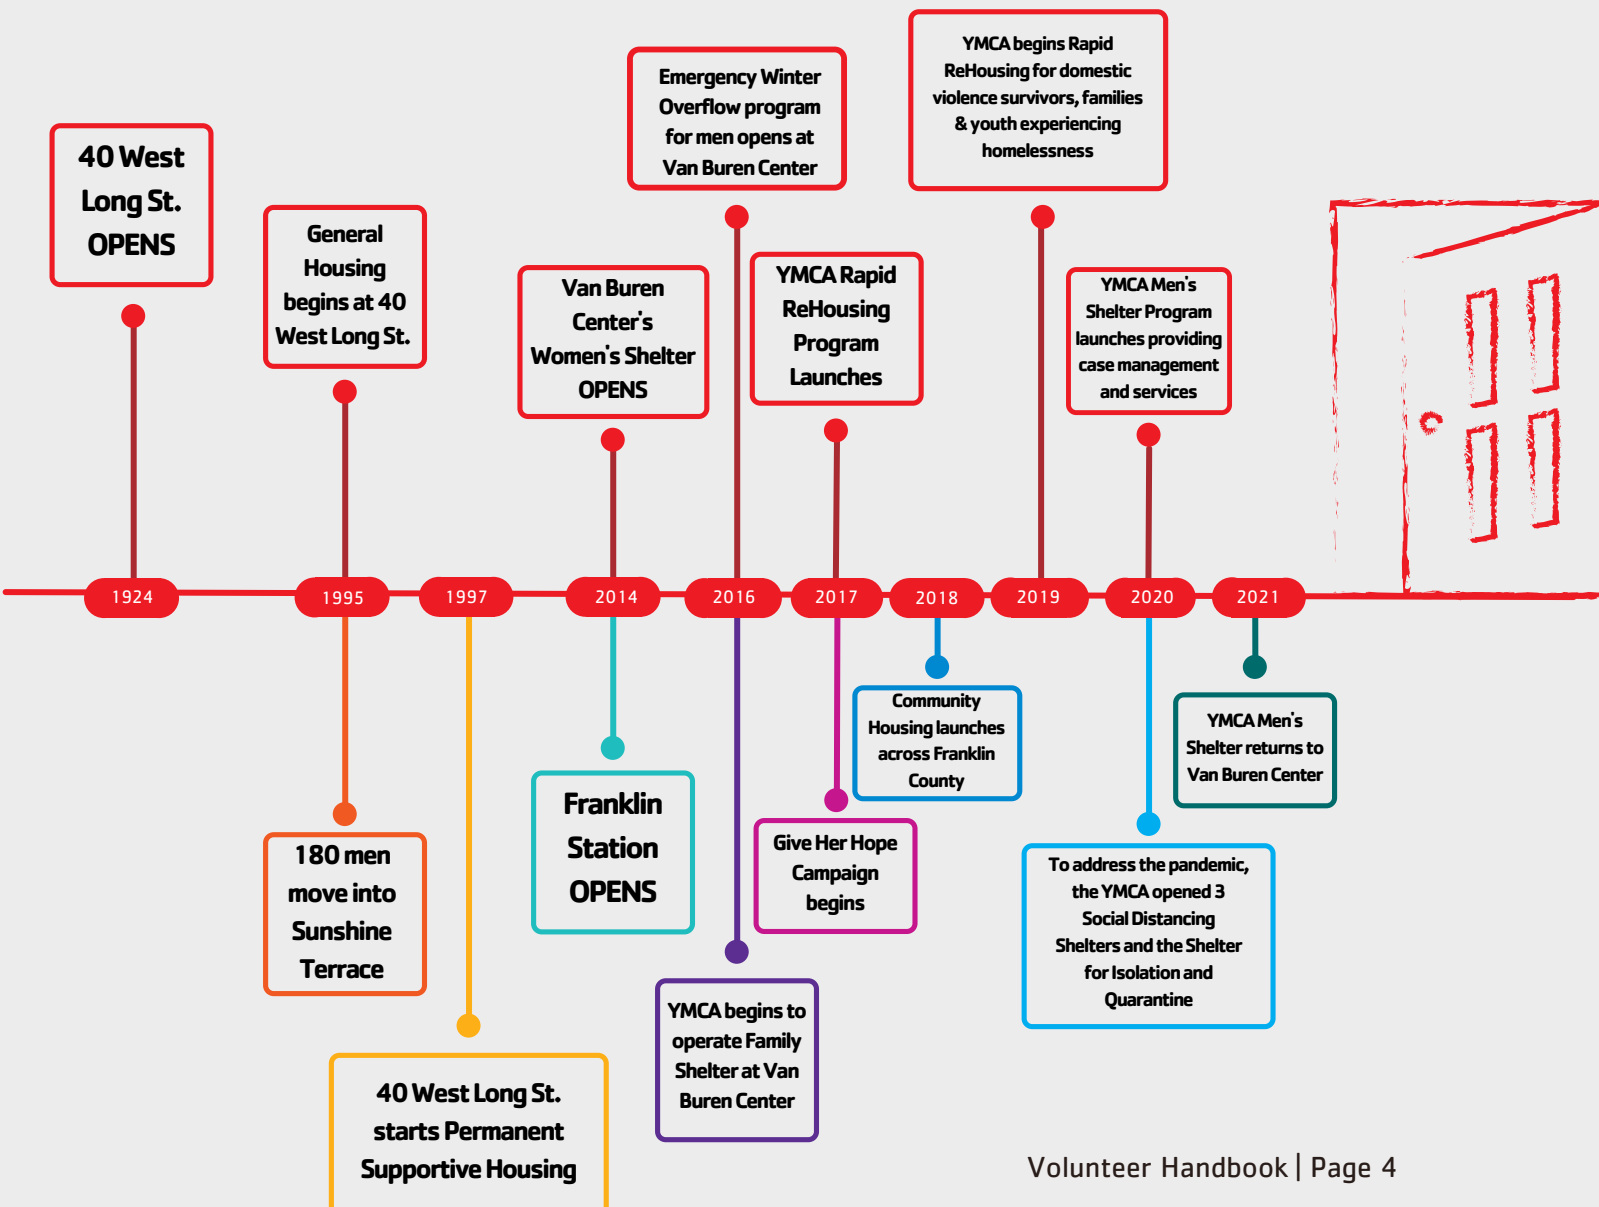 40 West
Long St.
OPENS
General
Housing
begins at 40
West Long St.
Van Buren
Center's
Women's Shelter
OPENS
Emergency Winter
Overflow program
for men opens at
Van Buren Center
YMCA Rapid
ReHousing
Program
Launches
YMCA begins Rapid
ReHousing for domestic
violence survivors, families
& youth experiencing
homelessness
YMCA Men's
Shelter Program
launches providing
case management
and services
1924
1995
1997
2014
2016
2017
2018
2019
2020
2021
180 men
move into
Sunshine
Terrace
40 West Long St.
starts Permanent
Supportive Housing
Franklin
Station
OPENS
YMCA begins to
operate Family
Shelter at Van
Buren Center
Give Her Hope
Campaign
begins
Community
Housing launches
across Franklin
County
To address the pandemic,
the YMCA opened 3
Social Distancing
Shelters and the Shelter
for Isolation and
Quarantine
YMCA Men's
Shelter returns to
Van Buren Center
Volunteer Handbook | Page 4